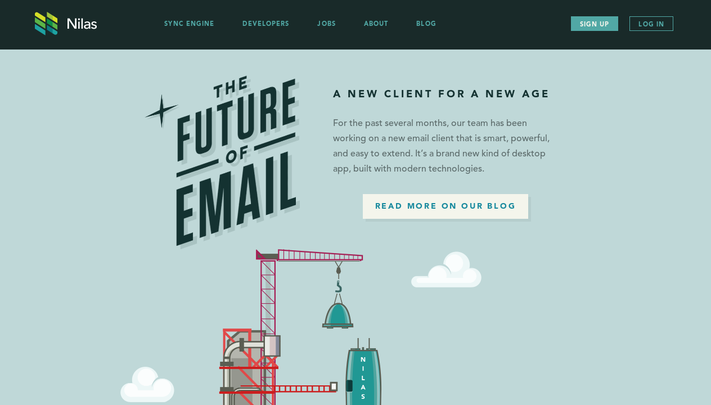 Nilas
SYNC ENGINE
DEVELOPERS
JOBS
ABOUT
BLOG
SIGN UP
LOG IN
THE
FUTURE
OF
EMAIL
A NEW CLIENT FOR A NEW AGE
For the past several months, our team has been
working on a new email client that is smart, powerful,
and easy to extend. It's a brand new kind of desktop
app, built with modern technologies.
READ MORE ON OUR BLOG
NILAS